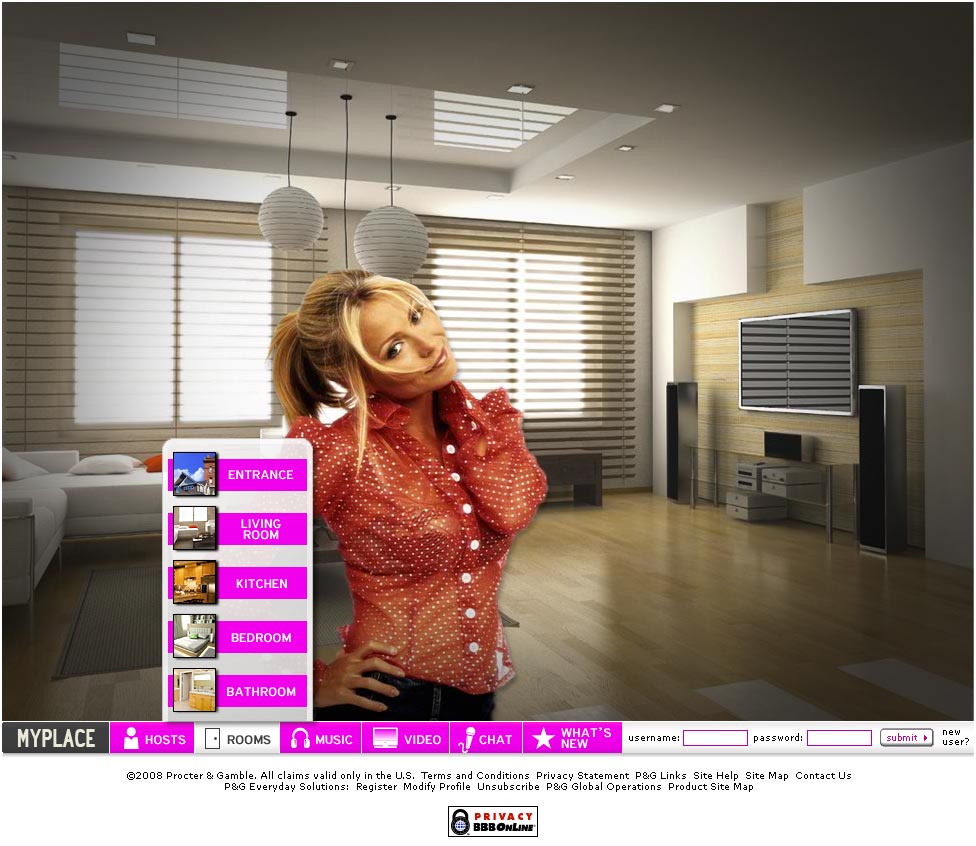 ENTRANCE
LIVING
ROOM
KITCHEN
BEDROOM
BATHROOM
MYPLACE
HOSTS
ROOMS
MUSIC
VIDEO
CHAT
WHAT'S
NEW
username:
password:
submit
new
user?
©2008 Procter & Gamble. All claims valid only in the U.S. Terms and Conditions Privacy Statement P&G Links Site Help Site Map Contact Us
P&G Everyday Solutions: Register Modify Profile Unsubscribe P&G Global Operations Product Site Map
PRIVACY
BBBONLINE